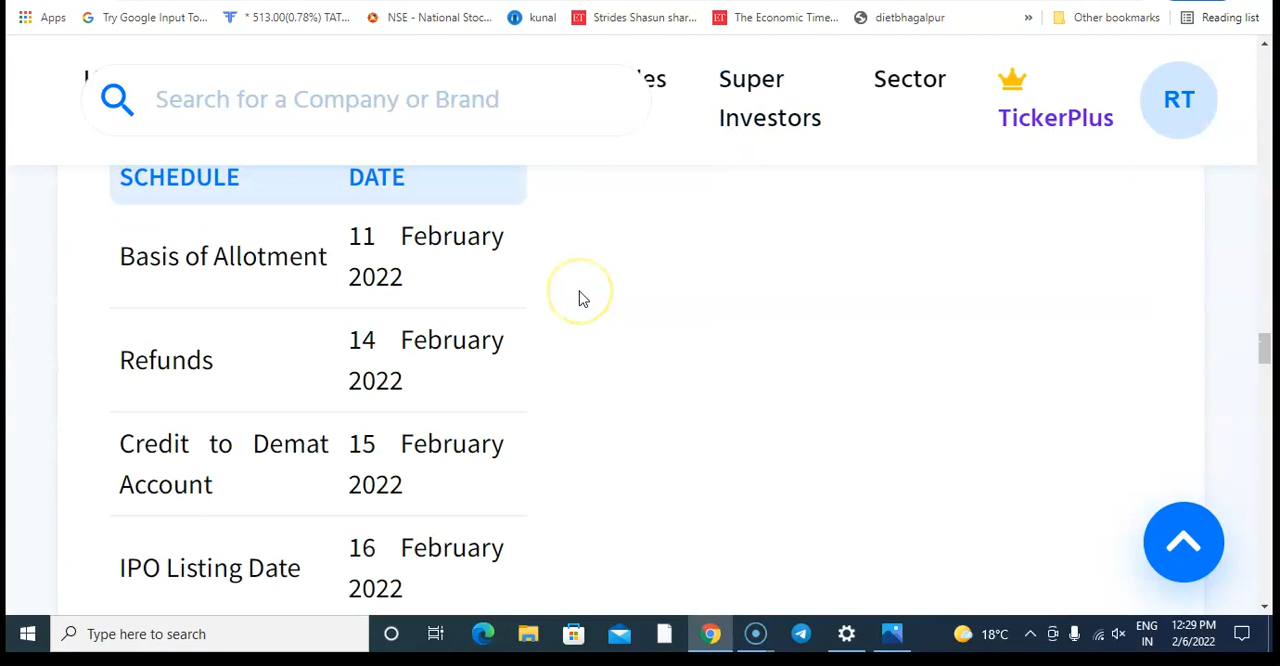 Apps
Try Google Input To...
* 513.00(0.78%) TAT...
NSE - National Stoc...
kunal
ET Strides Shasun shar...
ET The Economic Time...
dietbhagalpur
»
Other bookmarks
Reading list
Search for a Company or Brand
Super
Investors
Sector
TickerPlus
RT
SCHEDULE DATE
Basis of Allotment
11 February
2022
Refunds
14 February
2022
Credit to Demat
Account
15 February
2022
IPO Listing Date
16 February
2022
Type here to search
18°C
ENG
IN
12:29 PM
2/6/2022